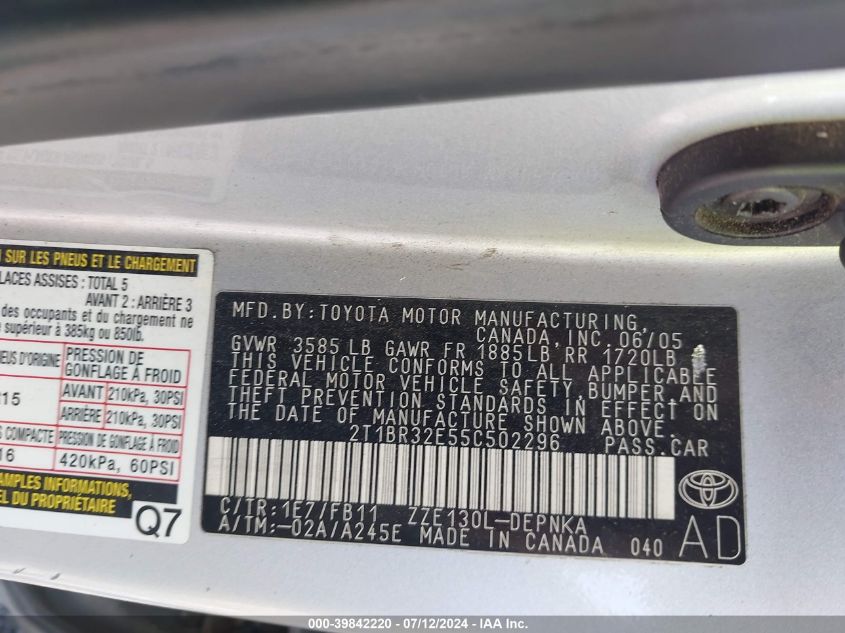 SUR LES PNEUS ET LE CHARGEMENT
PLACES ASSISES : TOTAL 5
AVANT 2 : ARRIÈRE 3
des occupants et du chargement ne
supérieur à 385kg ou 850lb.
D'ORIGINE PRESSION DE GONFLAGE À FROID
15 AVANT 210kPa, 30PSI
ARRIÈRE 210kPa, 30PSI
COMPACTE PRESSION DE GONFLAGE À FROID
16 420kPa, 60PSI
AMPLES INFORMATIONS,
DEL DU PROPRIÉTAIRE
Q7
MFD. BY: TOYOTA MOTOR MANUFACTURING,
CANADA, INC. 06/05
GVWR 3585 LB GAWR FR 1885LB RR 1720LB
THIS VEHICLE CONFORMS TO ALL APPLICABLE
FEDERAL MOTOR VEHICLE SAFETY, BUMPER, AND
THEFT PREVENTION STANDARDS IN EFFECT ON
THE DATE OF MANUFACTURE SHOWN ABOVE.
2T1BR32E55C502296 PASS. CAR
C/TR: 1E7/FB11 ZZE130L-DEPNKA
A/TM: -02A/A245E MADE IN CANADA 040
AD
TOYOTA
000-39842220 - 07/12/2024 - IAA Inc.